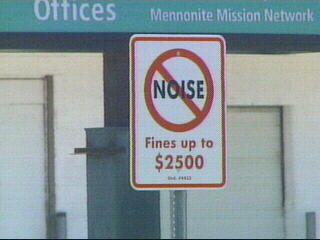 Offices
Mennonite Mission Network
NOISE
Fines up to
$2500